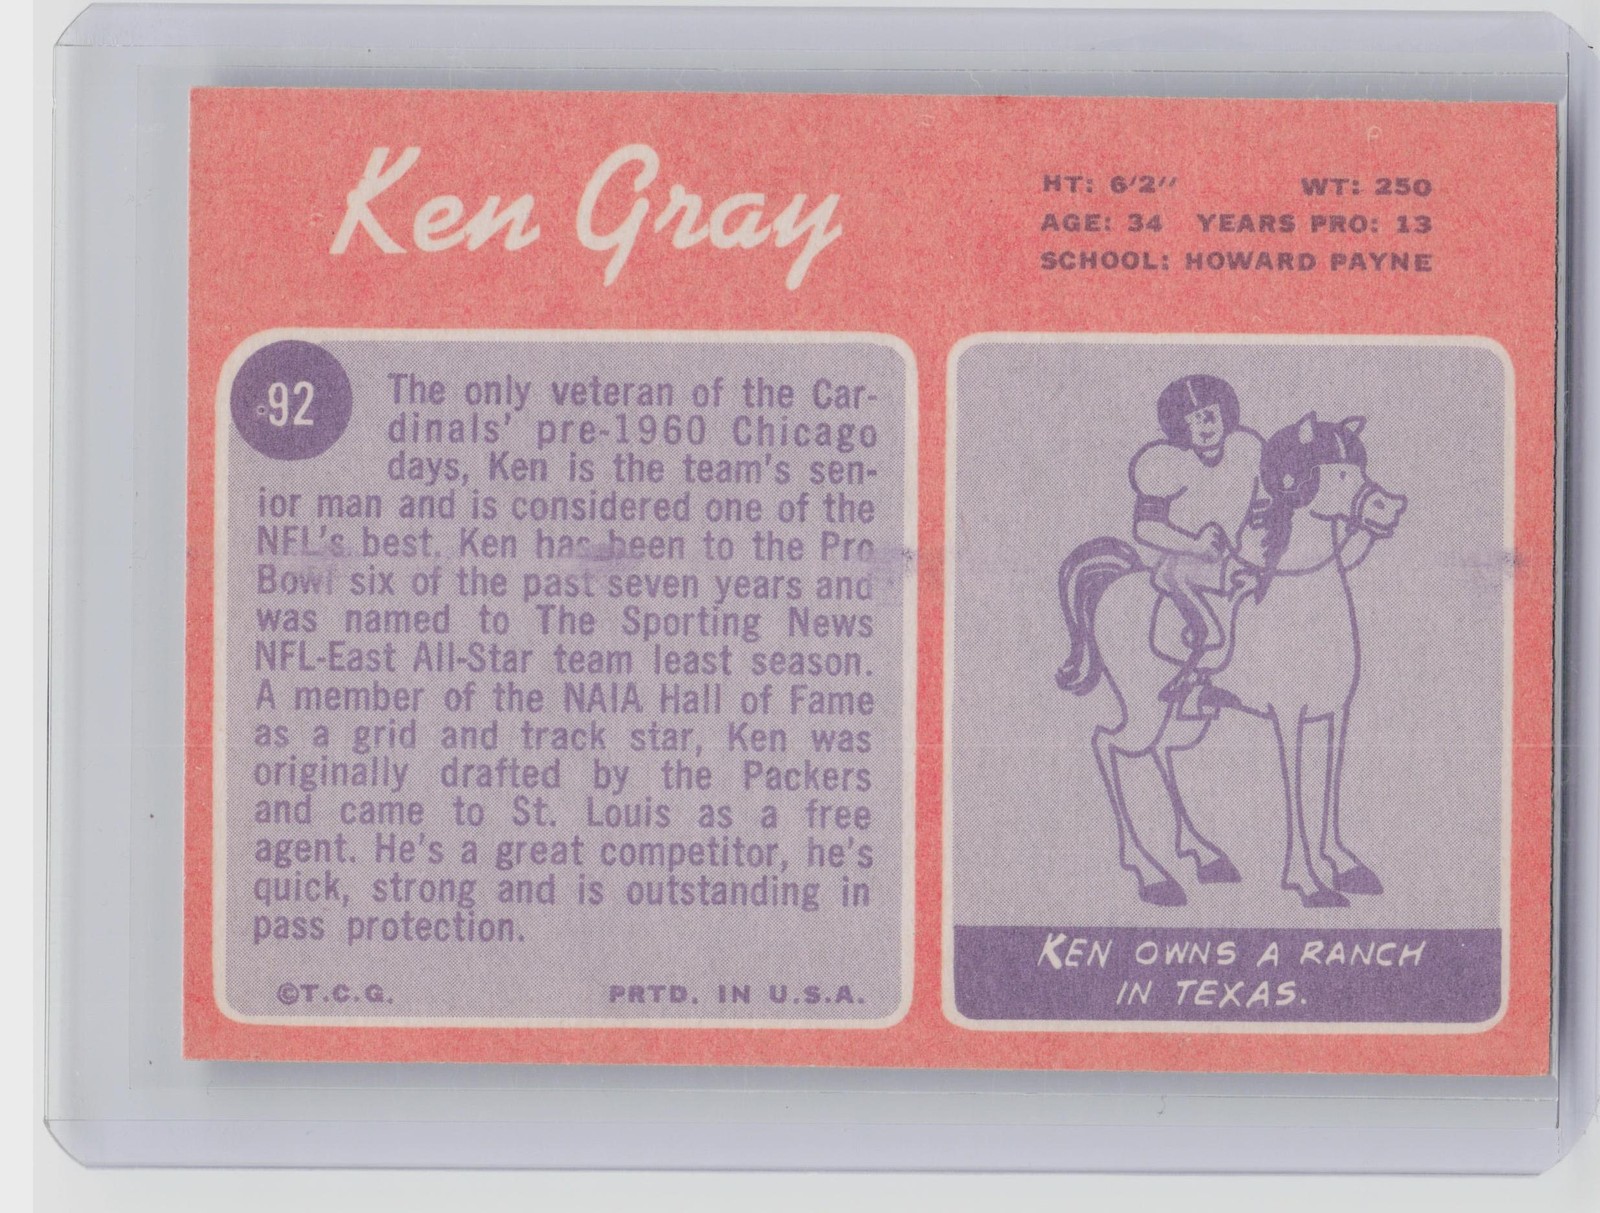 Ken Gray
HT: 6'2" WT: 250
AGE: 34 YEARS PRO: 13
SCHOOL: HOWARD PAYNE
92
The only veteran of the Car-
dinals' pre-1960 Chicago
days, Ken is the team's sen-
ior man and is considered one of the
NFL's best. Ken has been to the Pro
Bowl six of the past seven years and
was named to The Sporting News
NFL-East All-Star team least season.
A member of the NAIA Hall of Fame
as a grid and track star, Ken was
originally drafted by the Packers
and came to St. Louis as a free
agent. He's a great competitor, he's
quick, strong and is outstanding in
pass protection.
©T.C.G. PRTD. IN U.S.A.
KEN OWNS A RANCH
IN TEXAS.